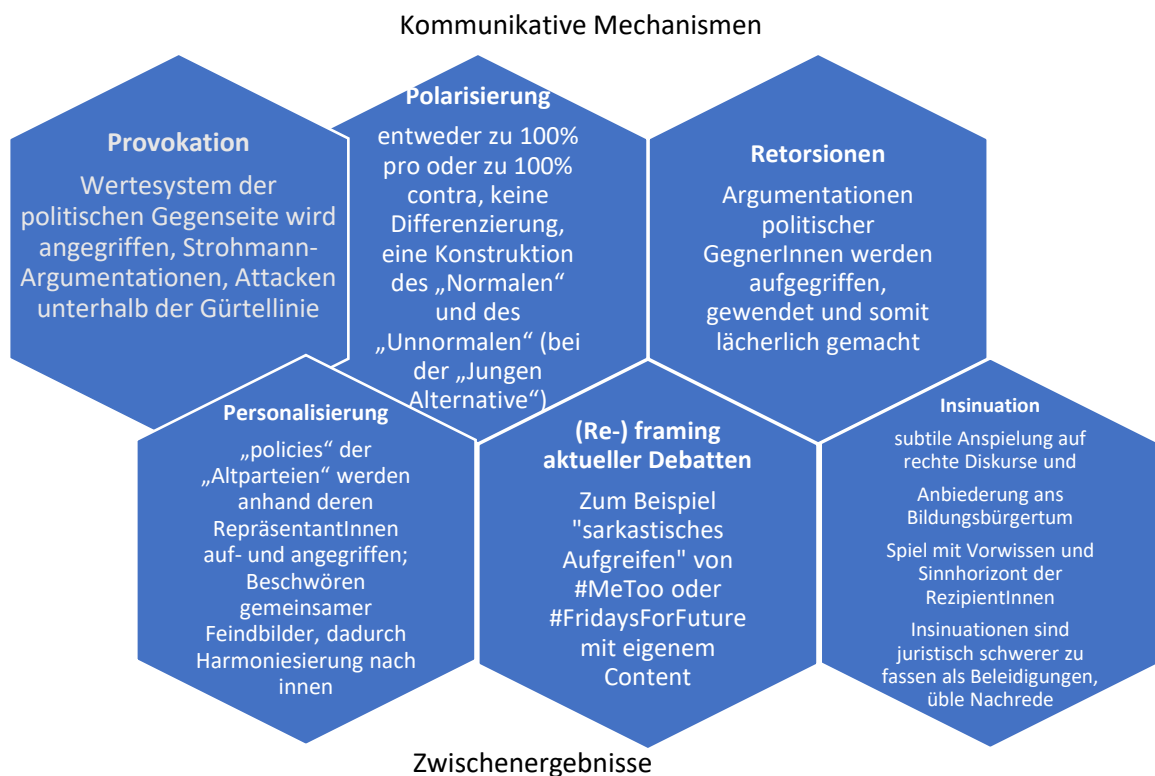 Kommunikative Mechanismen
Provokation
Wertesystem der
politischen Gegenseite wird
angegriffen, Strohmann-
Argumentationen, Attacken
unterhalb der Gürtellinie
Polarisierung
entweder zu 100%
pro oder zu 100%
contra, keine
Differenzierung,
eine Konstruktion
des „Normalen“
und des
„Unnormalen“ (bei
der „Jungen
Alternative“)
Retorsionen
Argumentationen
politischer
GegnerInnen werden
aufgegriffen,
gewendet und somit
lächerlich gemacht
Personalisierung
„policies“ der
„Altparteien“ werden
anhand deren
RepräsentantInnen
auf- und angegriffen;
Beschwören
gemeinsamer
Feindbilder, dadurch
Harmoniesierung nach
innen
(Re-) framing
aktueller Debatten
Zum Beispiel
"sarkastisches
Aufgreifen" von
#MeToo oder
#FridaysForFuture
mit eigenem
Content
Insinuation
subtile Anspielung auf
rechte Diskurse und
Anbiederung ans
Bildungsbürgertum
Spiel mit Vorwissen und
Sinnhorizont der
RezipientInnen
Insinuationen sind
juristisch schwerer zu
fassen als Beleidigungen,
üble Nachrede
Zwischenergebnisse